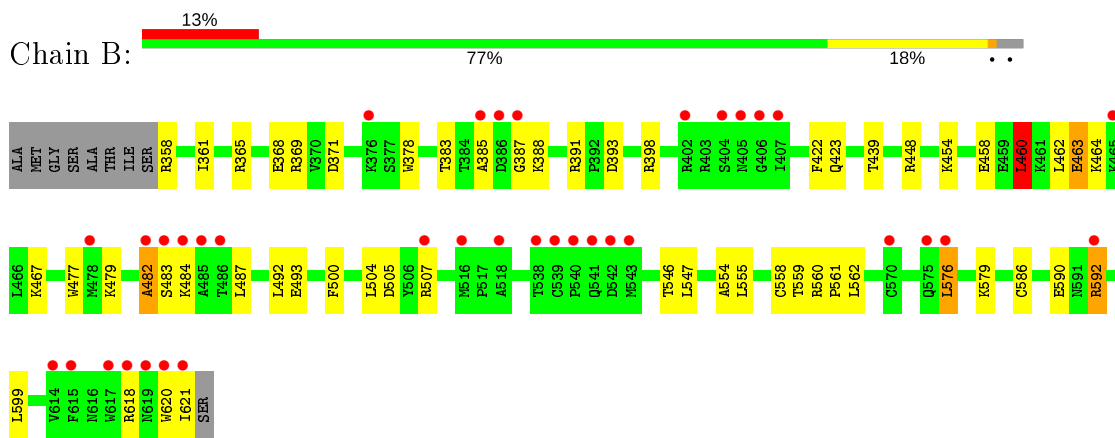 13%
Chain B:
77% 18% • •
ALA MET GLY SER ALA THR ILE SER R358 I361 R365 E368 R369 V370 D371 K376 S377 W378 T383 T384 A385 D386 G387 K388 R391 P392 D393 R398 R402 R403 S404 N405 G406 I407 F422 Q423 T439 R448 K454 E458 E459 L460 K461 L462 E463 K464 K465
L466 K467 W477 M478 K479 A482 S483 K484 A485 T486 L487 L492 E493 F500 L504 D505 Y506 R507 M516 P517 A518 T538 C539 P540 Q541 D542 M543 T546 L547 A554 L555 C558 T559 R560 P561 L562 C570 Q575 L576 K579 C586 E590 N591 R592
L599 V614 F615 N616 W617 R618 N619 W620 I621 SER